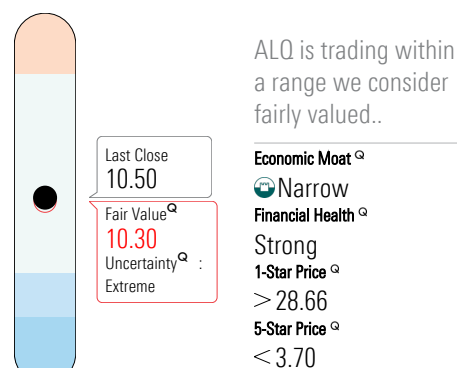 ALQ is trading within
a range we consider
fairly valued..
Last Close
10.50
Fair Value Q
10.30
Uncertainty Q :
Extreme
Economic Moat Q
Narrow
Financial Health Q
Strong
1-Star Price Q
>28.66
5-Star Price Q
<3.70